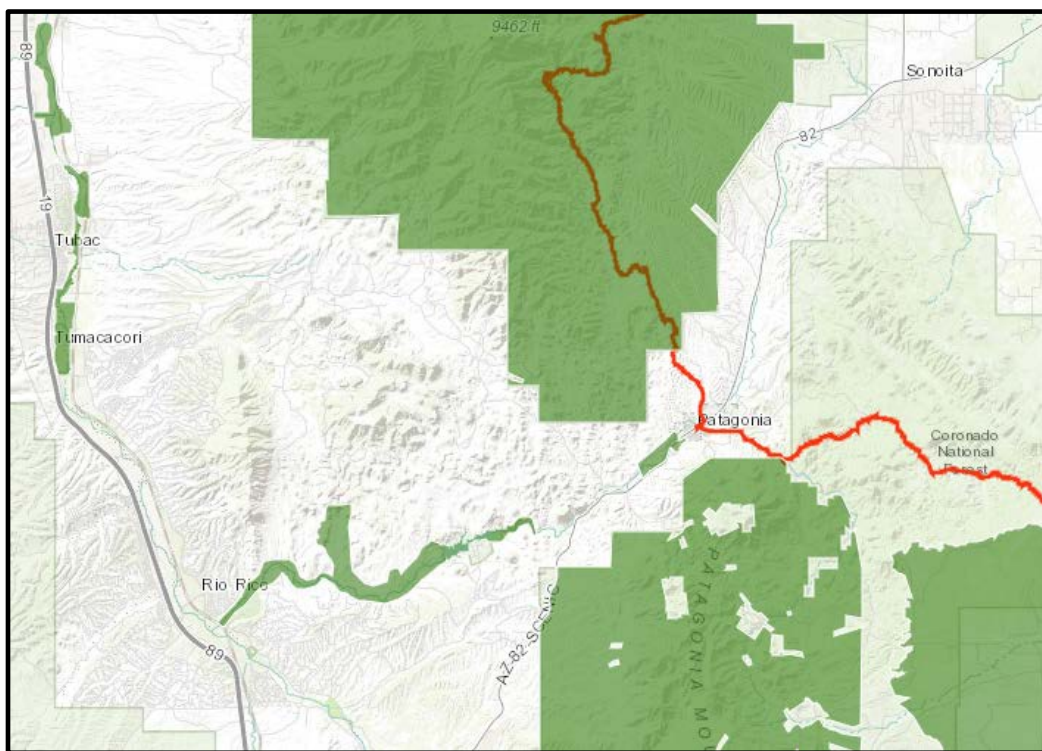 9462 ft
89
Sonoita
82
19
Tubac
Tumacacori
Patagonia
Coronado
National
Forest
Rio Rico
PATAGONIA MOU
AZ-82-SCENIC
89